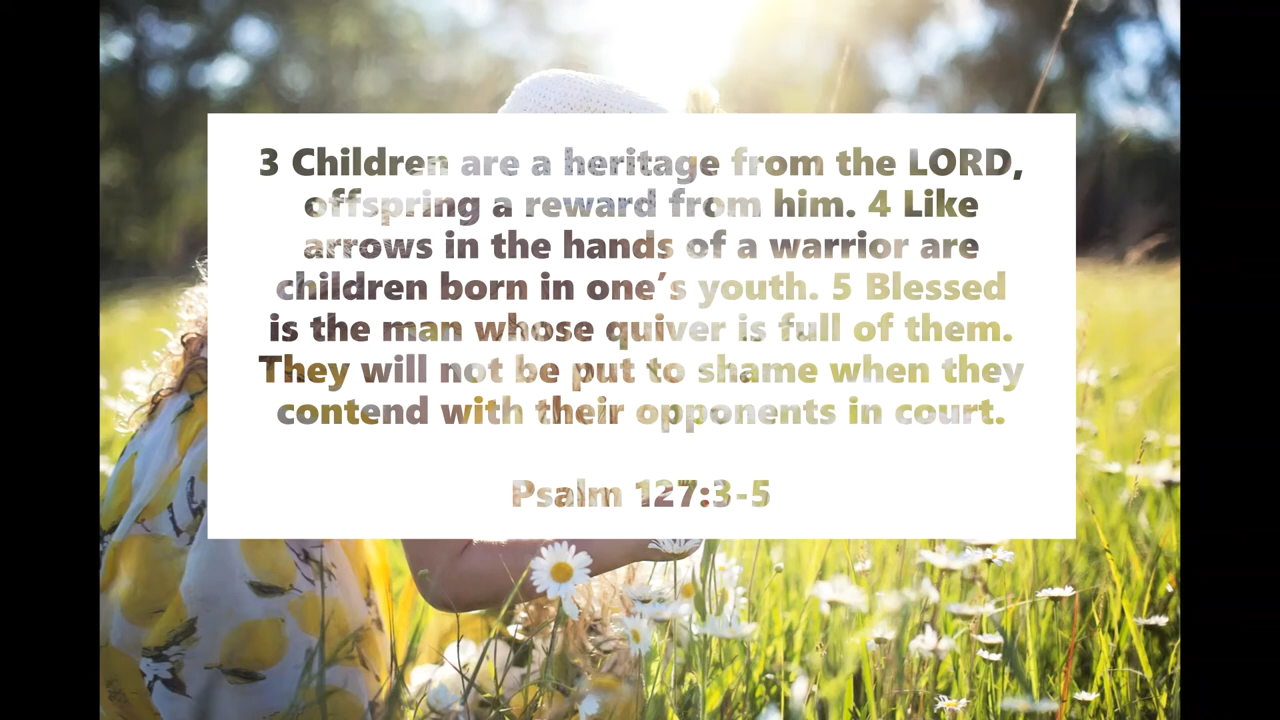 3 Children are a heritage from the LORD,
offspring a reward from him. 4 Like
arrows in the hands of a warrior are
children born in one’s youth. 5 Blessed
is the man whose quiver is full of them.
They will not be put to shame when they
contend with their opponents in court.
Psalm 127:3-5